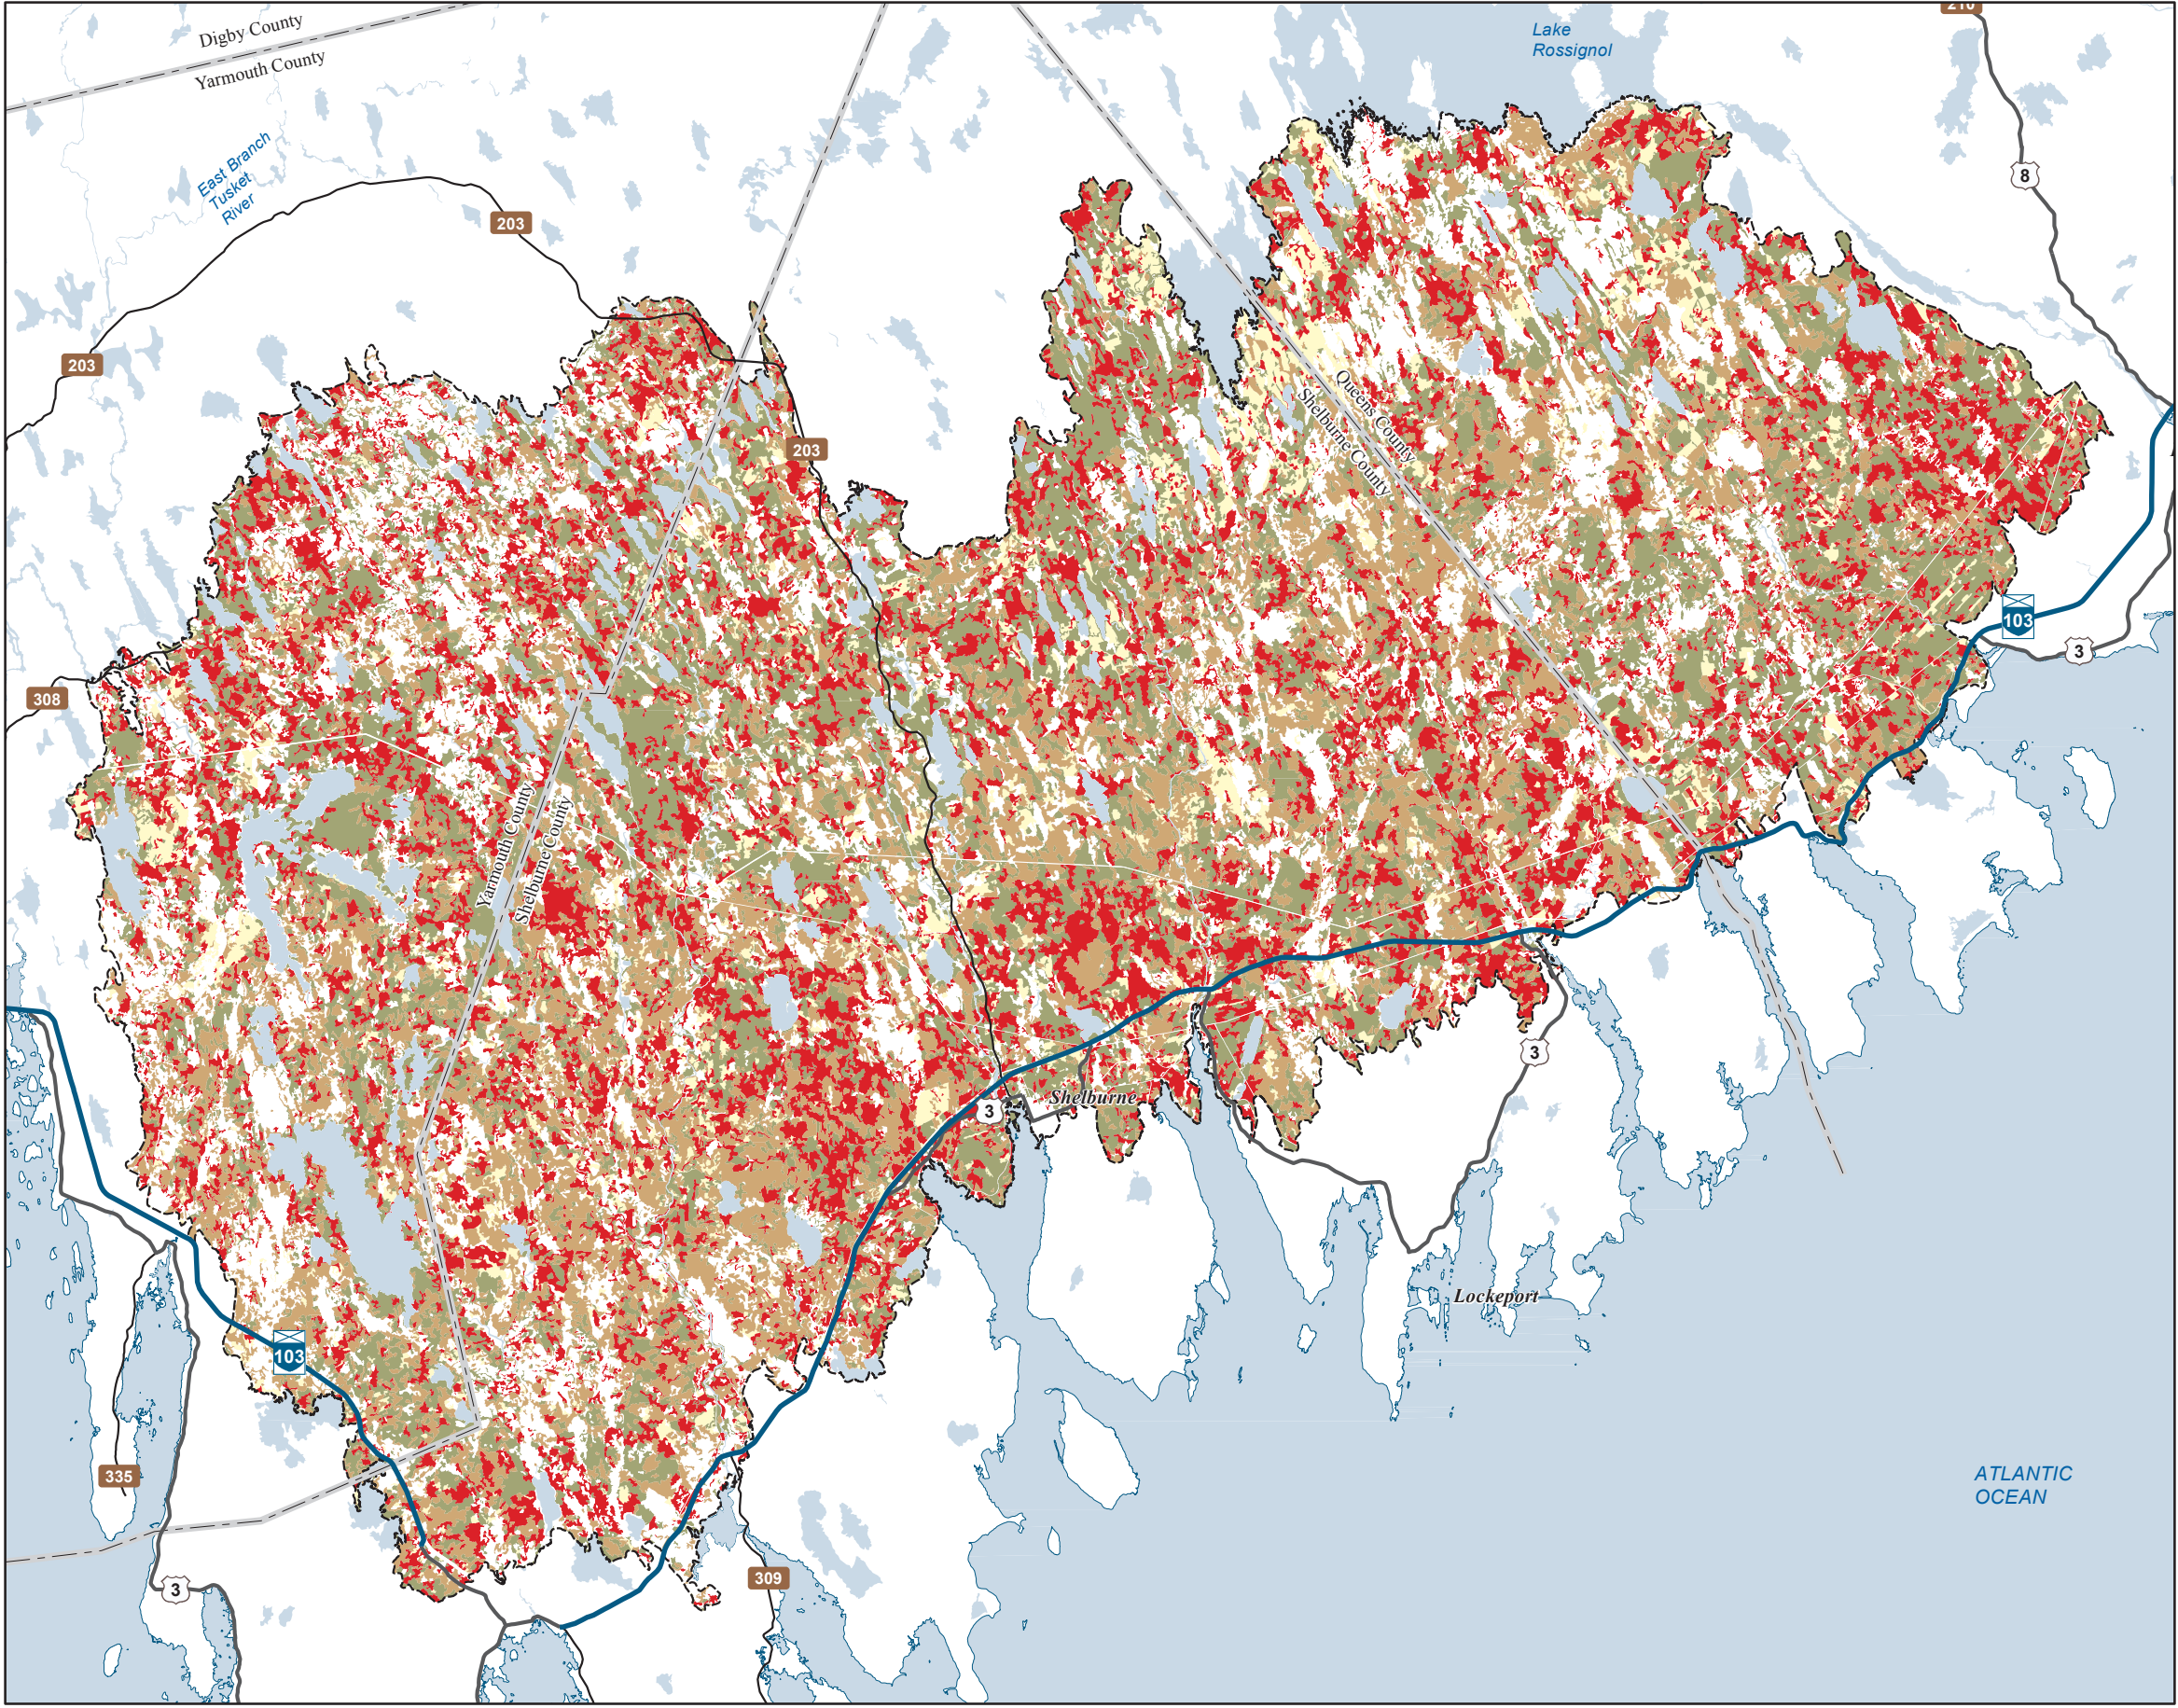 210
Digby County
Yarmouth County
Lake
Rossignol
East Branch
Tusket
River
8
203
203
203
Queens County
Shelburne County
103
3
308
Yarmouth County
Shelburne County
3
3
Shelburne
Lockeport
103
335
ATLANTIC
OCEAN
3
309